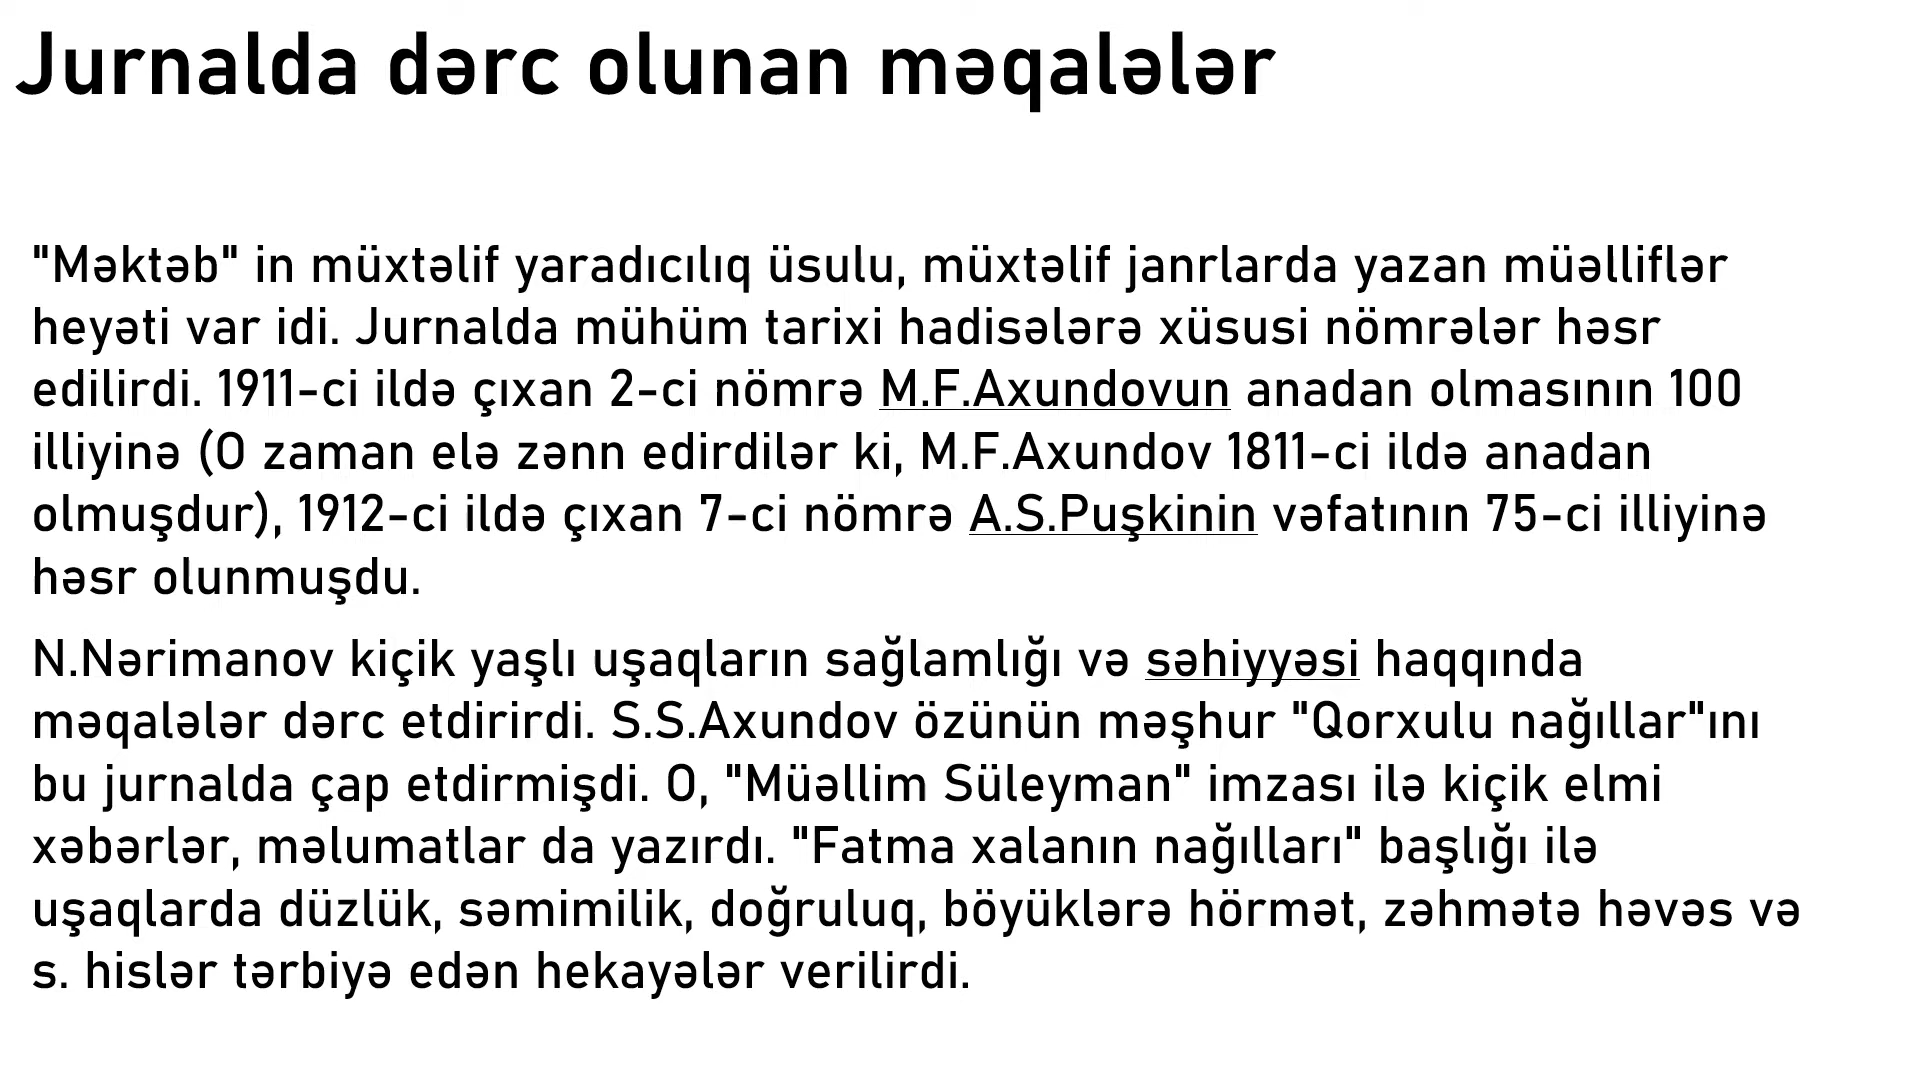 Jurnalda dərc olunan məqalələr
"Məktəb" in müxtəlif yaradıcılıq üsulu, müxtəlif janrlarda yazan müəlliflər
heyəti var idi. Jurnalda mühüm tarixi hadisələrə xüsusi nömrələr həsr
edilirdi. 1911-ci ildə çıxan 2-ci nömrə M.F.Axundovun anadan olmasının 100
illiyinə (O zaman elə zənn edirdilər ki, M.F.Axundov 1811-ci ildə anadan
olmuşdur), 1912-ci ildə çıxan 7-ci nömrə A.S.Puşkinin vəfatının 75-ci illiyinə
həsr olunmuşdu.
N.Nərimanov kiçik yaşlı uşaqların sağlamlığı və səhiyyəsi haqqında
məqalələr dərc etdirirdi. S.S.Axundov özünün məşhur "Qorxulu nağıllar"ını
bu jurnalda çap etdirmişdi. O, "Müəllim Süleyman" imzası ilə kiçik elmi
xəbərlər, məlumatlar da yazırdı. "Fatma xalanın nağılları" başlığı ilə
uşaqlarda düzlük, səmimilik, doğruluq, böyüklərə hörmət, zəhmətə həvəs və
s. hislər tərbiyə edən hekayələr verilirdi.